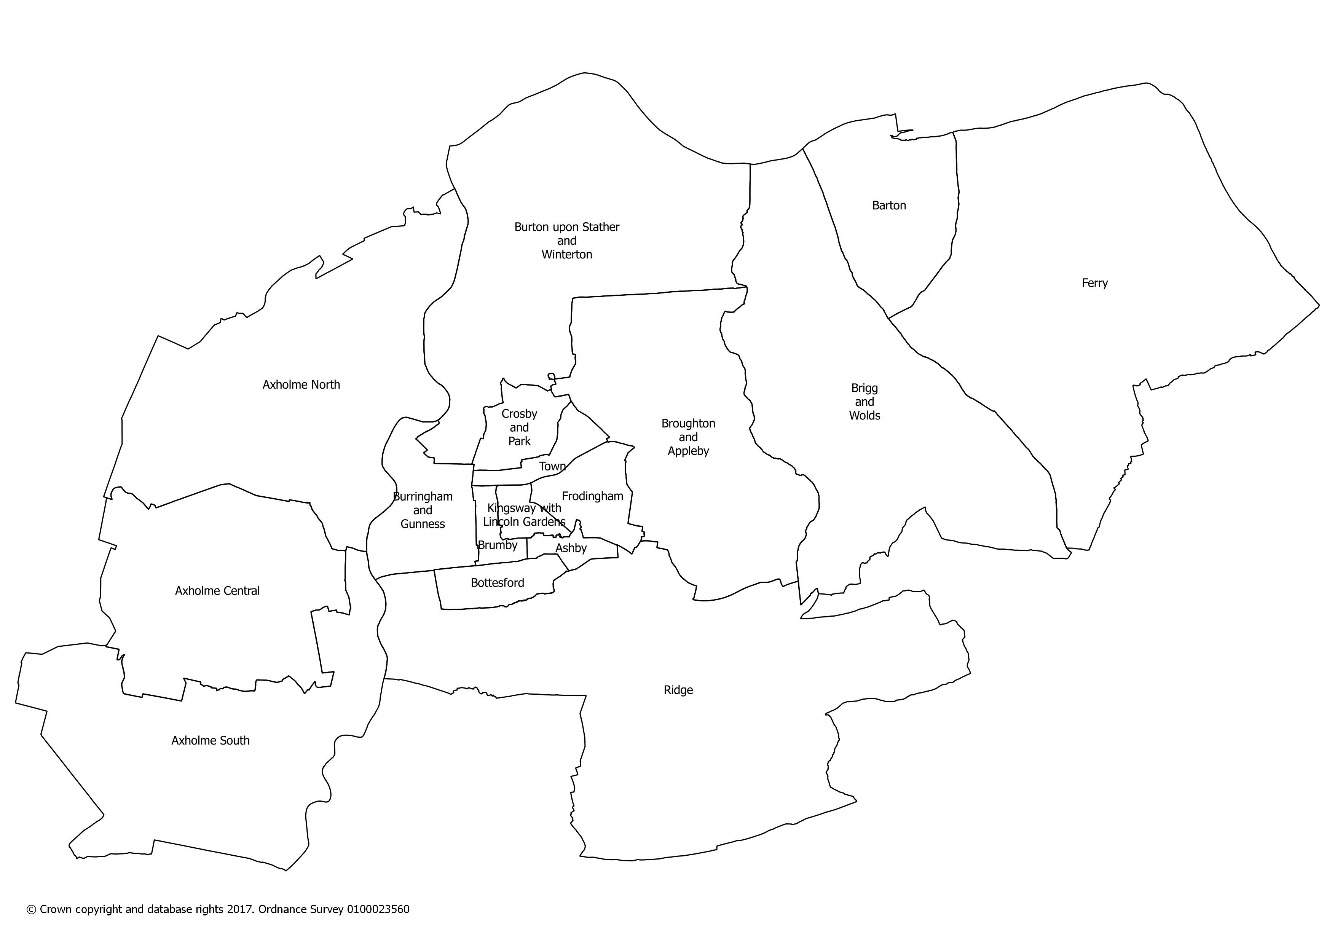 Barton
Burton upon Stather
and
Winterton
Ferry
Axholme North
Brigg
and
Wolds
Crosby
and
Park
Broughton
and
Appleby
Town
Burringham
and
Gunness
Frodingham
Kingsway with
Lincoln Gardens
Brumby
Ashby
Bottesford
Axholme Central
Ridge
Axholme South
© Crown copyright and database rights 2017. Ordnance Survey 0100023560